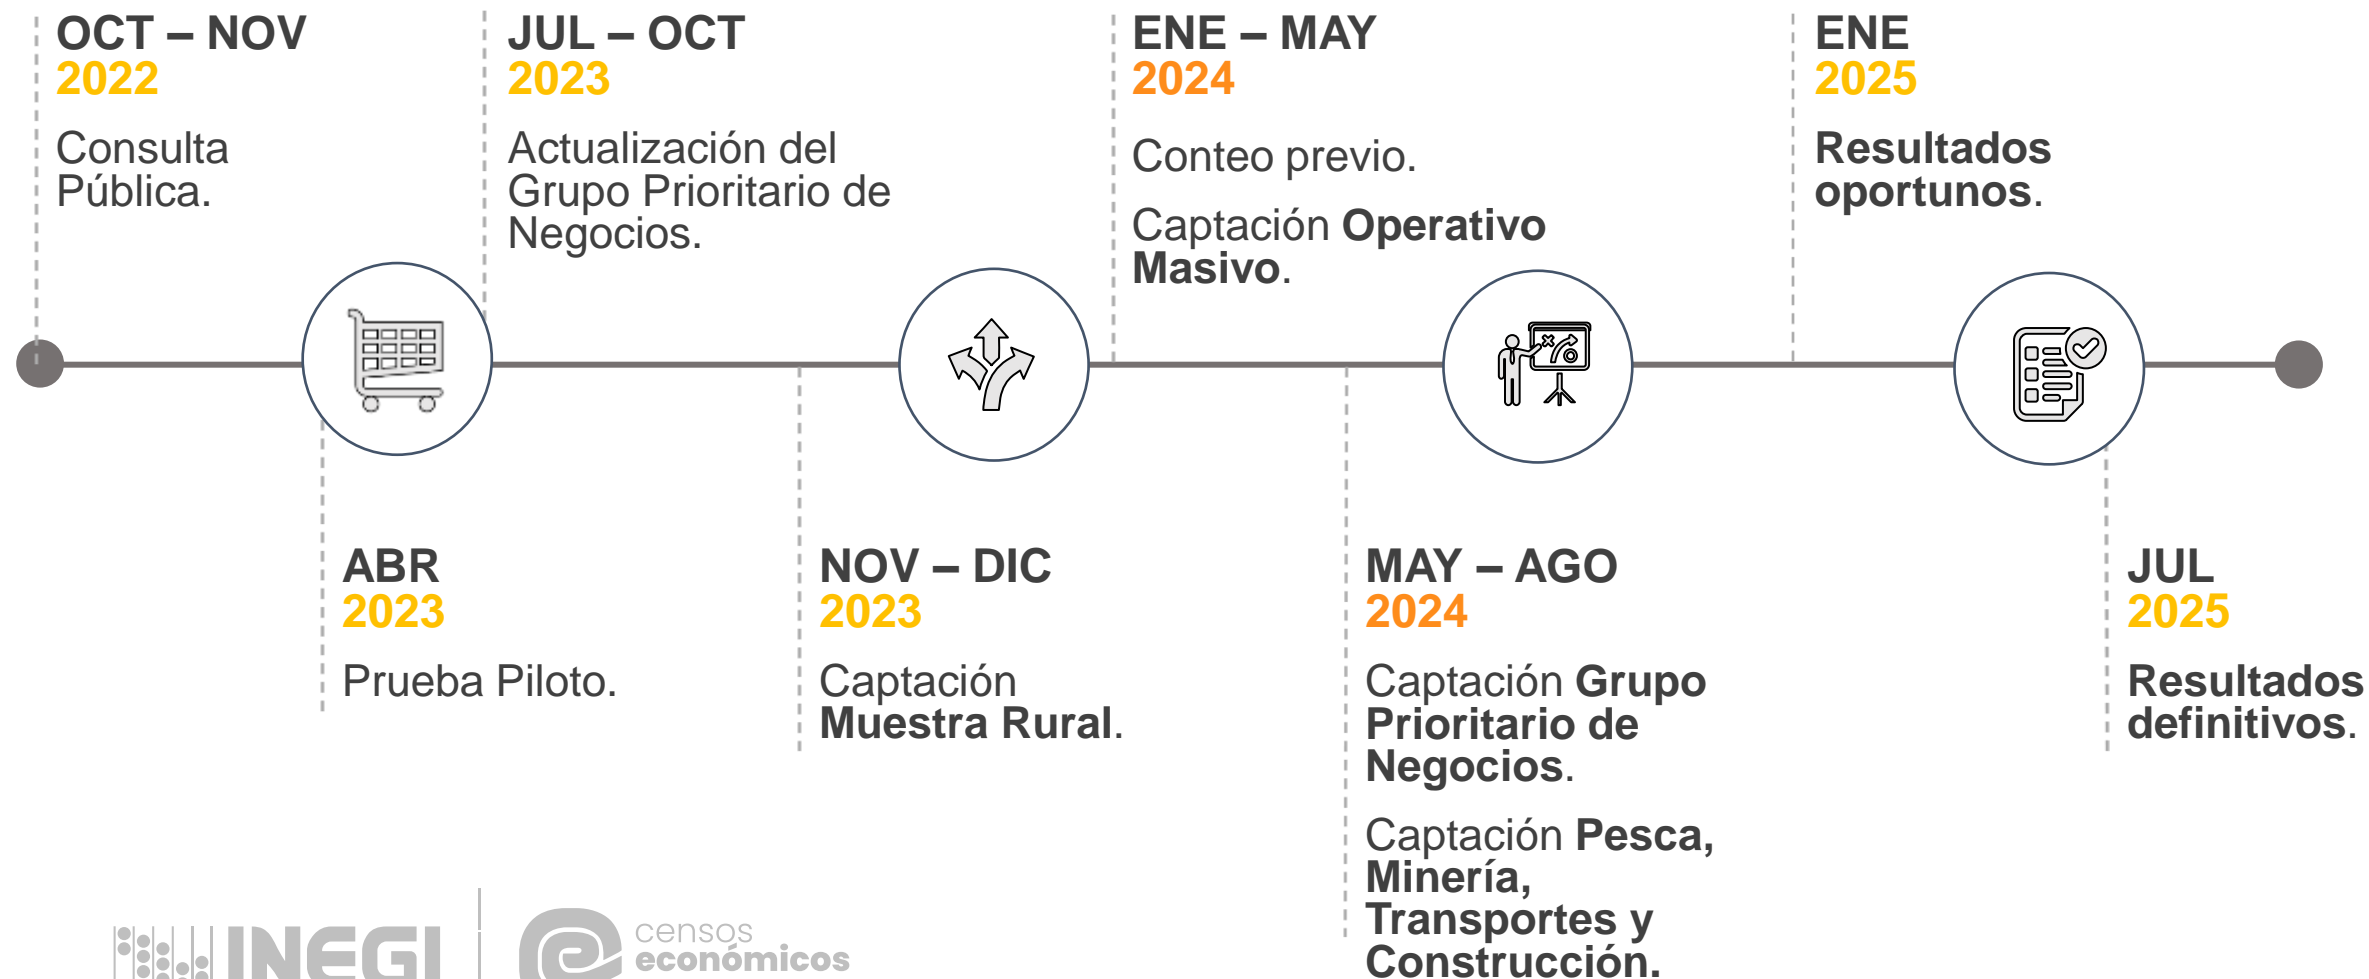 OCT – NOV
2022
Consulta
Pública.
JUL – OCT
2023
Actualización del
Grupo Prioritario de
Negocios.
ENE – MAY
2024
Conteo previo.
Captación Operativo
Masivo.
ENE
2025
Resultados
oportunos.
ABR
2023
Prueba Piloto.
NOV – DIC
2023
Captación
Muestra Rural.
MAY – AGO
2024
Captación Grupo
Prioritario de
Negocios.
Captación Pesca,
Minería,
Transportes y
Construcción.
JUL
2025
Resultados
definitivos.
INEGI
censos
económicos